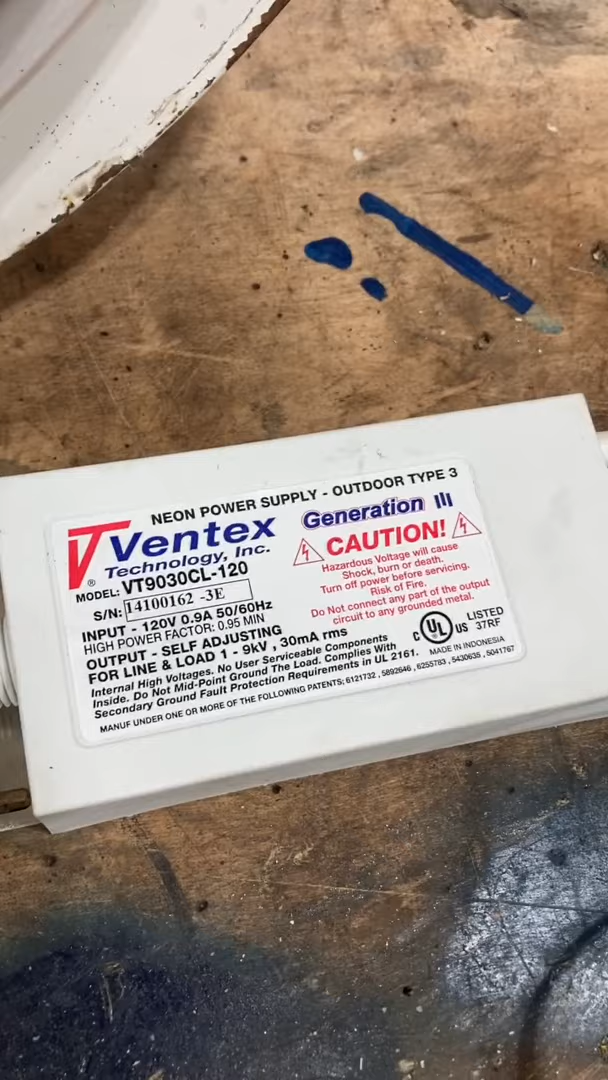 NEON POWER SUPPLY - OUTDOOR TYPE 3
VT Ventex
®
Technology, Inc.
MODEL: VT9030CL-120
S/N: 14100162 -3E
INPUT - 120V 0.9A 50/60Hz
HIGH POWER FACTOR: 0.95 MIN
OUTPUT - SELF ADJUSTING
FOR LINE & LOAD 1 - 9kV , 30mA rms
Generation III
CAUTION!
Hazardous Voltage will cause
Shock, burn or death.
Turn off power before servicing.
Risk of Fire.
Do not connect any part of the output
circuit to any grounded metal.
C UL US LISTED
37RF
MADE IN INDONESIA
Internal High Voltages. No User Serviceable Components
Inside. Do Not Mid-Point Ground The Load. Complies With
Secondary Ground Fault Protection Requirements in UL 2161.
MANUF UNDER ONE OR MORE OF THE FOLLOWING PATENTS; 6121732 , 5892646 , 6255783 , 5430635 , 5041767